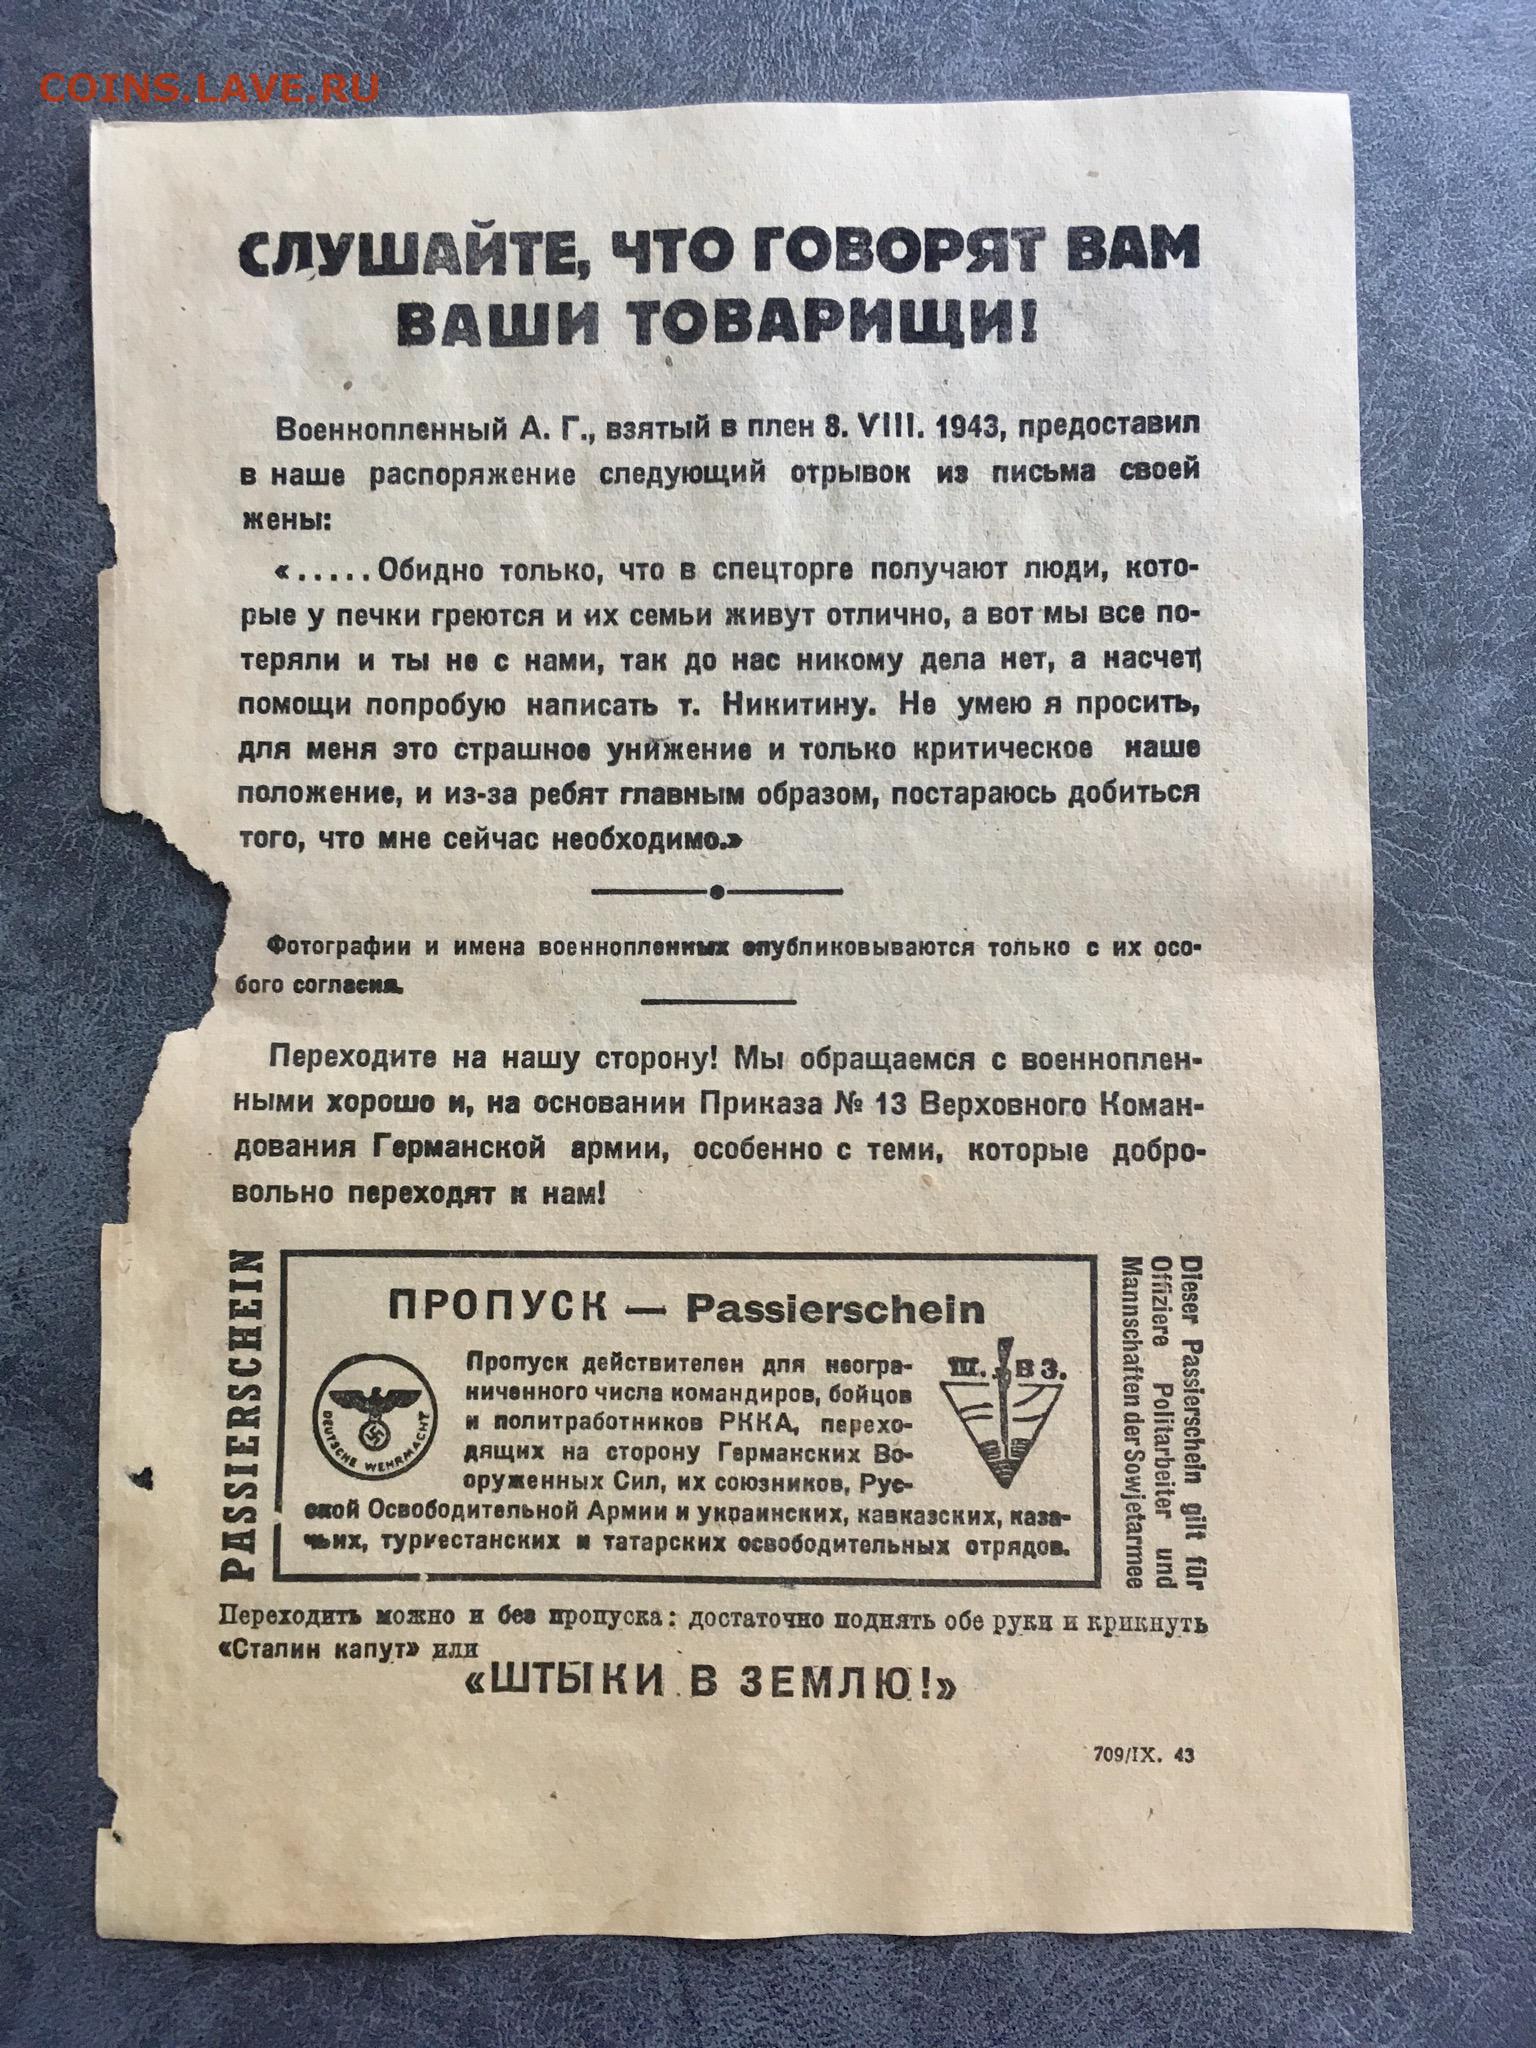 COINS.LAVE.RU
СЛУШАЙТЕ, ЧТО ГОВОРЯТ ВАМ
ВАШИ ТОВАРИЩИ!
Военнопленный А. Г., взятый в плен 8. VIII. 1943, предоставил
в наше распоряжение следующий отрывок из письма своей
жены:
«.....Обидно только, что в спецторге получают люди, кото-
рые у печки греются и их семьи живут отлично, а вот мы все по-
теряли и ты не с нами, так до нас никому дела нет, а насчет
помощи попробую написать т. Никитину. Не умею я просить,
для меня это страшное унижение и только критическое наше
положение, и из-за ребят главным образом, постараюсь добиться
того, что мне сейчас необходимо.»
Фотографии и имена военнопленных опубликовываются только с их осо-
бого согласия.
Переходите на нашу сторону! Мы обращаемся с военноплен-
ными хорошо и, на основании Приказа № 13 Верховного Коман-
дования Германской армии, особенно с теми, которые добро-
вольно переходят к нам!
PASSIERSCHEIN
ПРОПУСК — Passierschein
DEUTSCHE WEHRMACHT
Пропуск действителен для неогра-
ниченного числа командиров, бойцов
и политработников РККА, перехо-
дящих на сторону Германских Во-
оруженных Сил, их союзников, Рус-
ской Освободительной Армии и украинских, кавказских, каза-
чьих, туркестанских и татарских освободительных отрядов.
Ш. В З.
Dieser Passierschein gilt für
Offiziere Politarbeiter und
Mannschaften der Sowjetarmee
Переходить можно и без пропуска: достаточно поднять обе руки и крикнуть
«Сталин капут» или
«ШТЫКИ В ЗЕМЛЮ!»
709/IX. 43